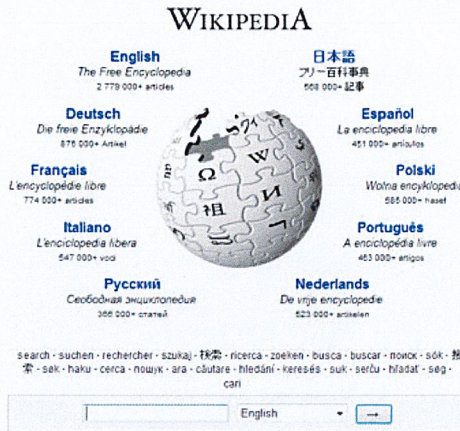 WIKIPEDIA
English
The Free Encyclopedia
2 779 000+ articles
日本語
フリー百科事典
568 000+ 記事
Deutsch
Die freie Enzyklopädie
876 000+ Artikel
Español
La enciclopedia libre
451 000+ artículos
Français
L'encyclopédie libre
774 000+ articles
Polski
Wolna encyklopedia
585 000+ haseł
Italiano
L'enciclopedia libera
547 000+ voci
Português
A enciclopédia livre
463 000+ artigos
Русский
Свободная энциклопедия
366 000+ статей
Nederlands
De vrije encyclopedie
523 000+ artikelen
Ω W
祖 И
search · suchen · rechercher · szukaj · 検索 · ricerca · zoeken · busca · buscar · поиск · sök · 搜
索 · søk · haku · cerca · пошук · ara · căutare · hledání · keresés · suk · serĉu · hľadať · søg ·
cari
English →